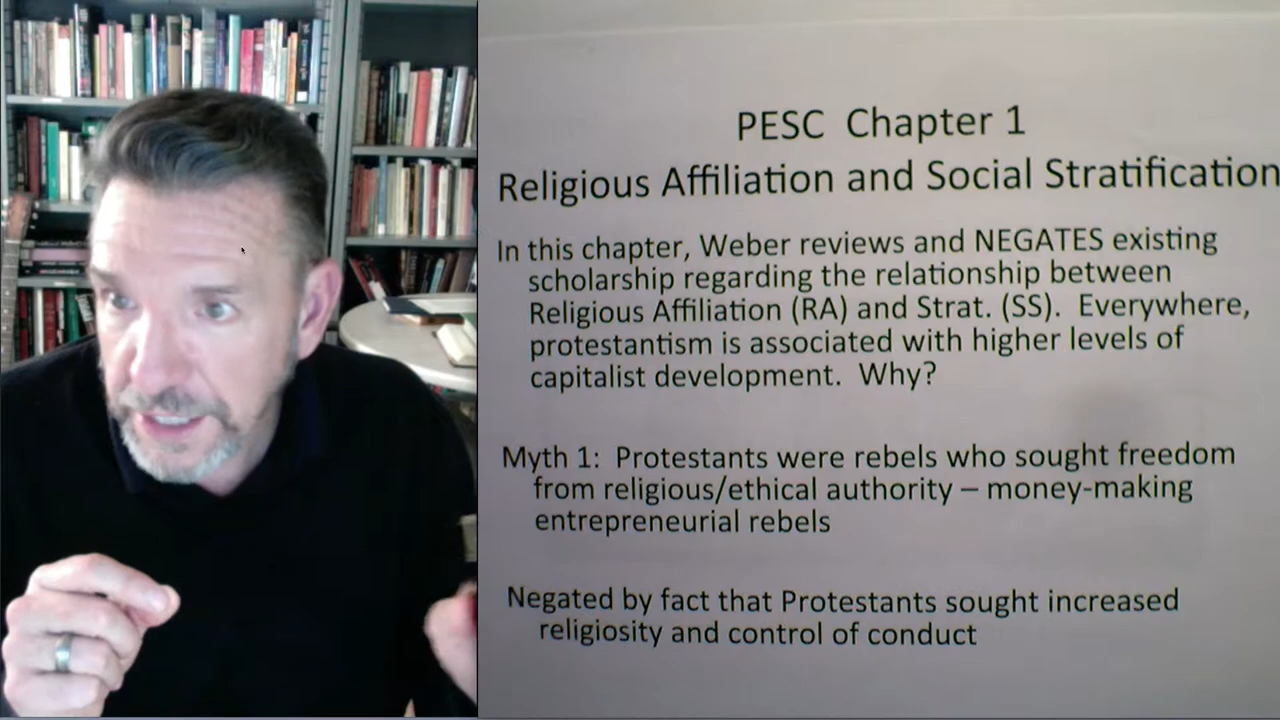 PESC Chapter 1
Religious Affiliation and Social Stratification
In this chapter, Weber reviews and NEGATES existing
scholarship regarding the relationship between
Religious Affiliation (RA) and Strat. (SS). Everywhere,
protestantism is associated with higher levels of
capitalist development. Why?
Myth 1: Protestants were rebels who sought freedom
from religious/ethical authority – money-making
entrepreneurial rebels
Negated by fact that Protestants sought increased
religiosity and control of conduct